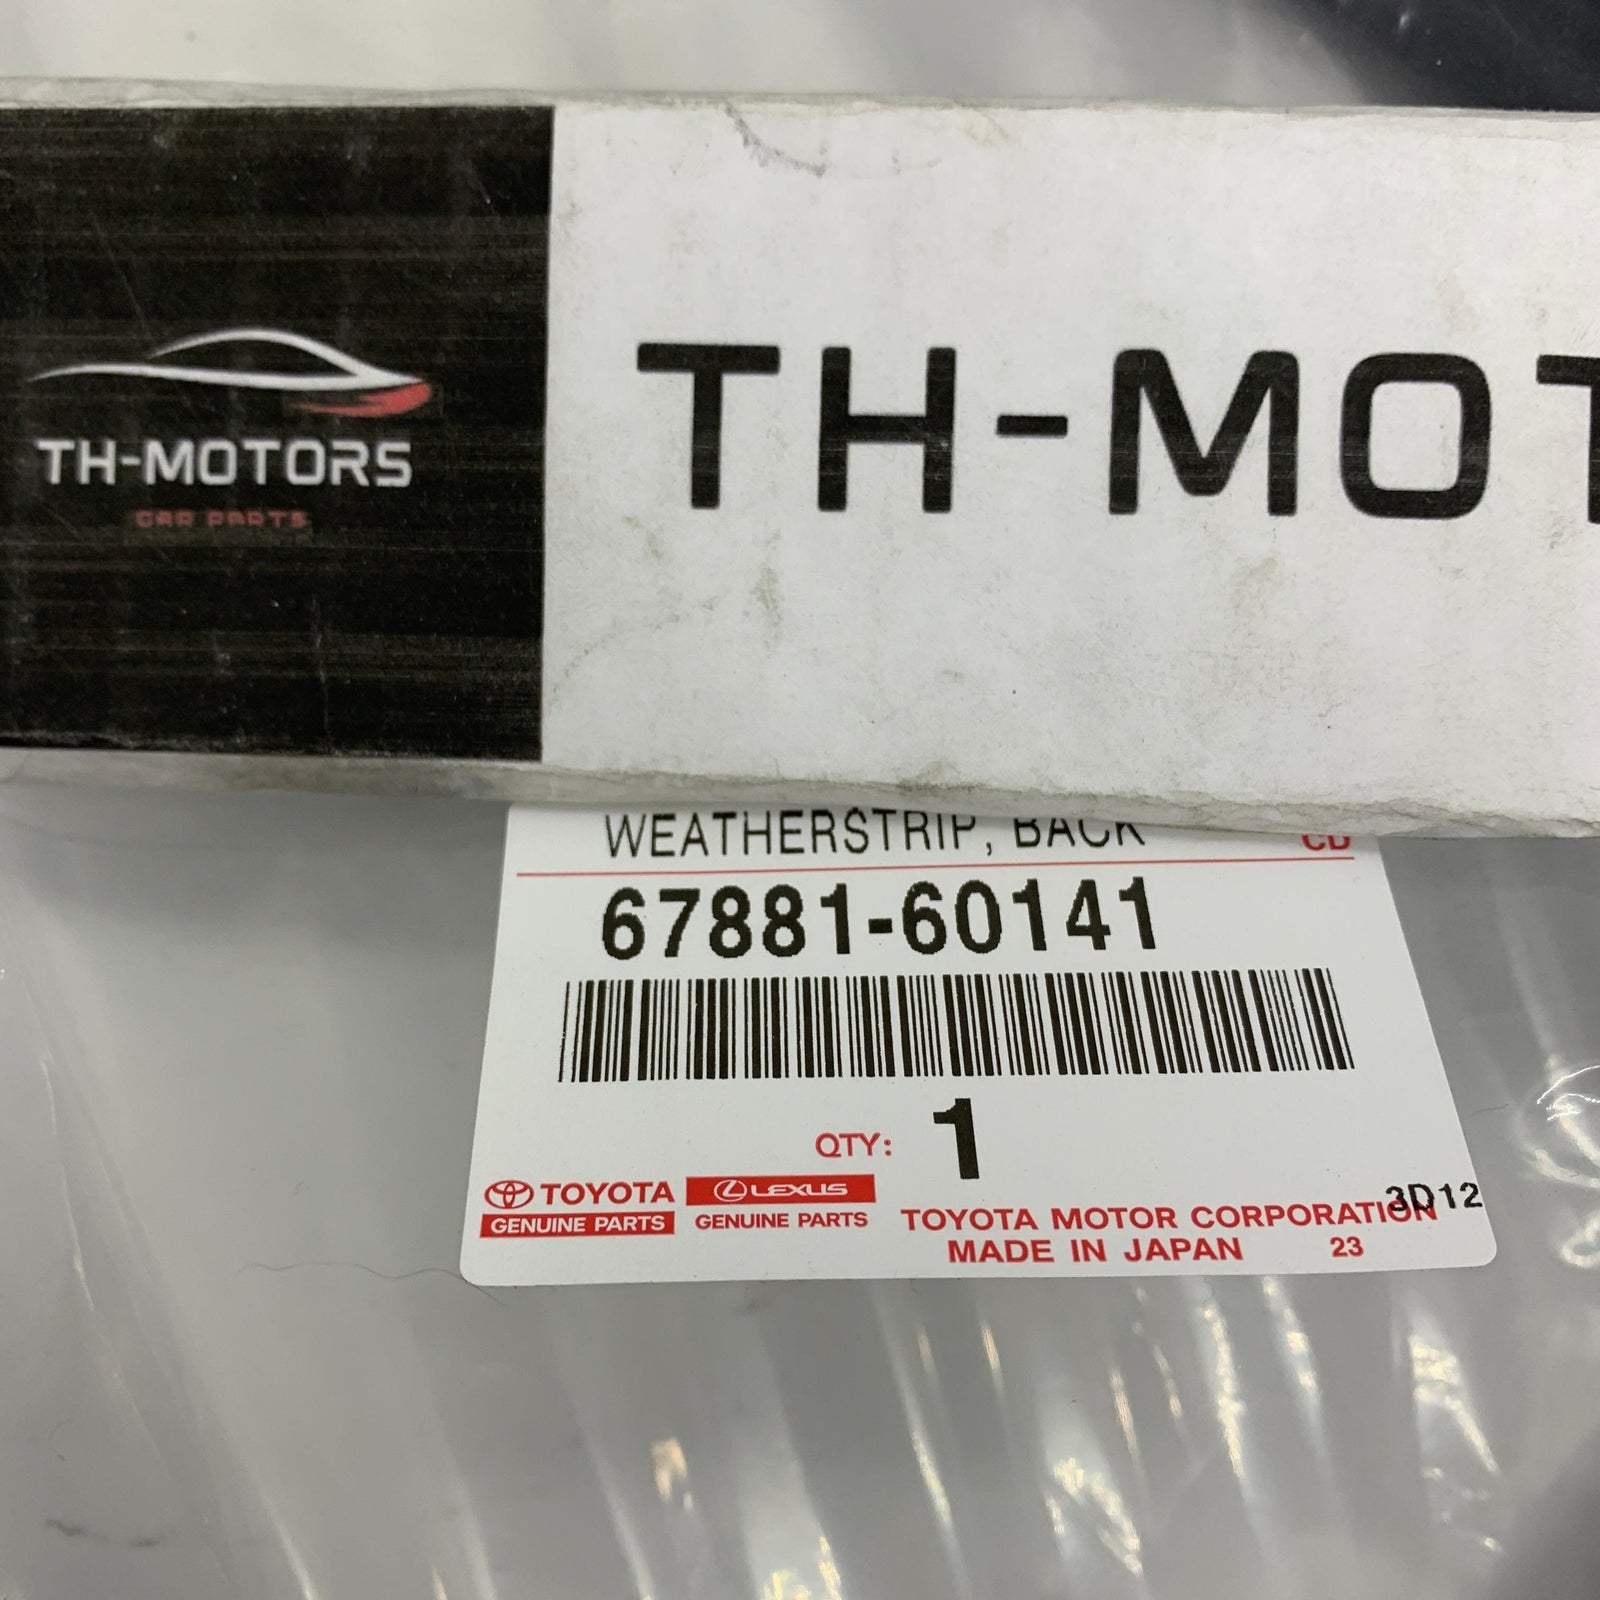 TH-MOTORS
CAR PARTS
TH-MOT
WEATHERSTRIP, BACK
CD
67881-60141
QTY: 1
TOYOTA
GENUINE PARTS
LEXUS
GENUINE PARTS
TOYOTA MOTOR CORPORATION
3D12
MADE IN JAPAN 23